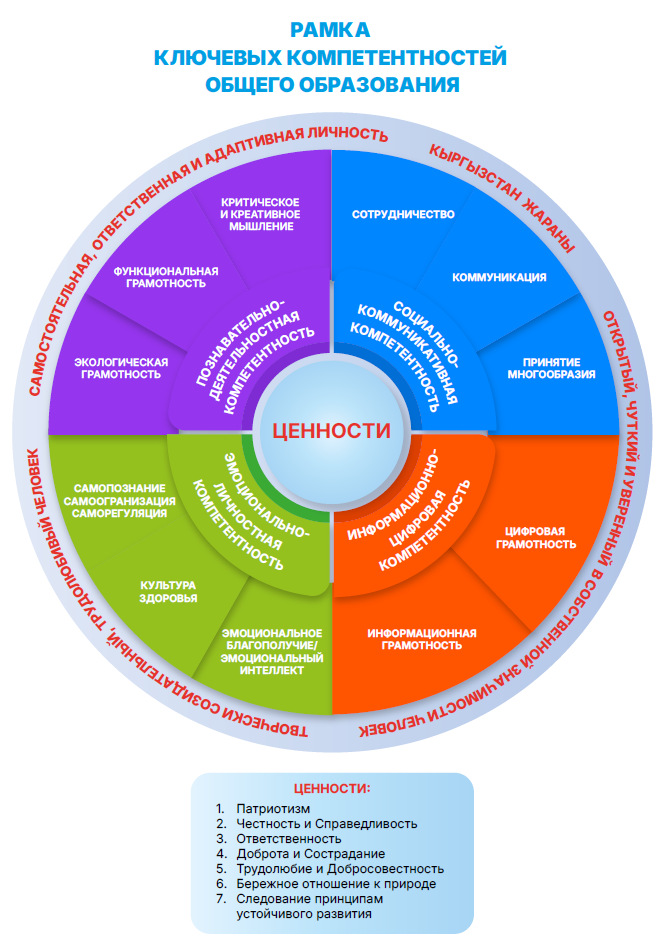 РАМКА
КЛЮЧЕВЫХ КОМПЕТЕНТНОСТЕЙ
ОБЩЕГО ОБРАЗОВАНИЯ
САМОСТОЯТЕЛЬНАЯ, ОТВЕТСТВЕННАЯ И АДАПТИВНАЯ ЛИЧНОСТЬ
КЫРГЫЗСТАН ЖАРАНЫ
ОТКРЫТЫЙ, ЧУТКИЙ И УВЕРЕННЫЙ В СОБСТВЕННОЙ ЗНАЧИМОСТИ ЧЕЛОВЕК
ТВОРЧЕСКИ СОЗИДАТЕЛЬНЫЙ, ТРУДОЛЮБИВЫЙ ЧЕЛОВЕК
КРИТИЧЕСКОЕ
И КРЕАТИВНОЕ
МЫШЛЕНИЕ
ФУНКЦИОНАЛЬНАЯ
ГРАМОТНОСТЬ
ЭКОЛОГИЧЕСКАЯ
ГРАМОТНОСТЬ
ПОЗНАВАТЕЛЬНО-
ДЕЯТЕЛЬНОСТНАЯ
КОМПЕТЕНТНОСТЬ
СОТРУДНИЧЕСТВО
КОММУНИКАЦИЯ
ПРИНЯТИЕ
МНОГООБРАЗИЯ
СОЦИАЛЬНО-
КОММУНИКАТИВНАЯ
КОМПЕТЕНТНОСТЬ
ЦЕННОСТИ
САМОПОЗНАНИЕ
САМООГРАНИЗАЦИЯ
САМОРЕГУЛЯЦИЯ
КУЛЬТУРА
ЗДОРОВЬЯ
ЭМОЦИОНАЛЬНОЕ
БЛАГОПОЛУЧИЕ/
ЭМОЦИОНАЛЬНЫЙ
ИНТЕЛЛЕКТ
ЭМОЦИОНАЛЬНО-
ЛИЧНОСТНАЯ
КОМПЕТЕНТНОСТЬ
ИНФОРМАЦИОННО-
ЦИФРОВАЯ
КОМПЕТЕНТНОСТЬ
ЦИФРОВАЯ
ГРАМОТНОСТЬ
ИНФОРМАЦИОННАЯ
ГРАМОТНОСТЬ
ЦЕННОСТИ:
1. Патриотизм
2. Честность и Справедливость
3. Ответственность
4. Доброта и Сострадание
5. Трудолюбие и Добросовестность
6. Бережное отношение к природе
7. Следование принципам
устойчивого развития